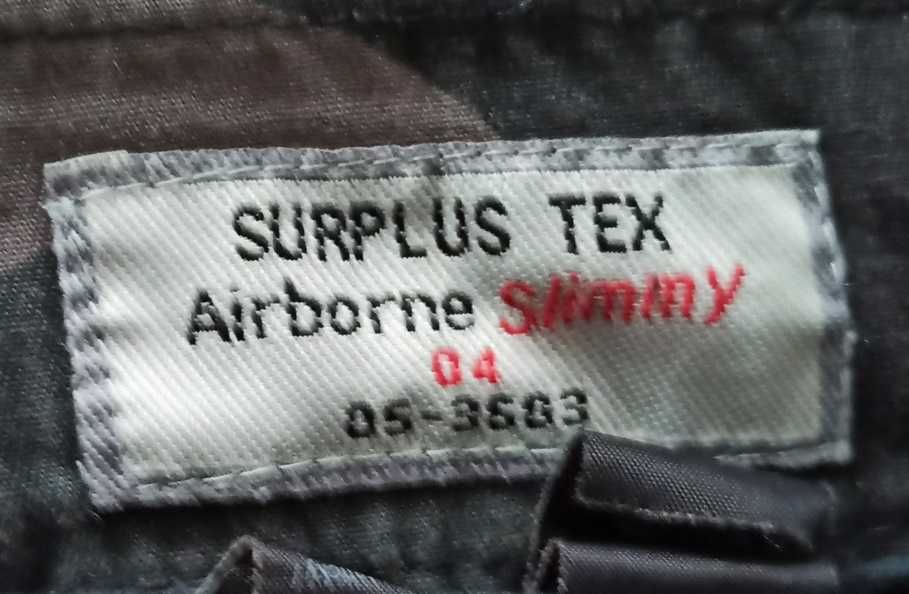 SURPLUS TEX
Airborne Slimmy
04
05-3603